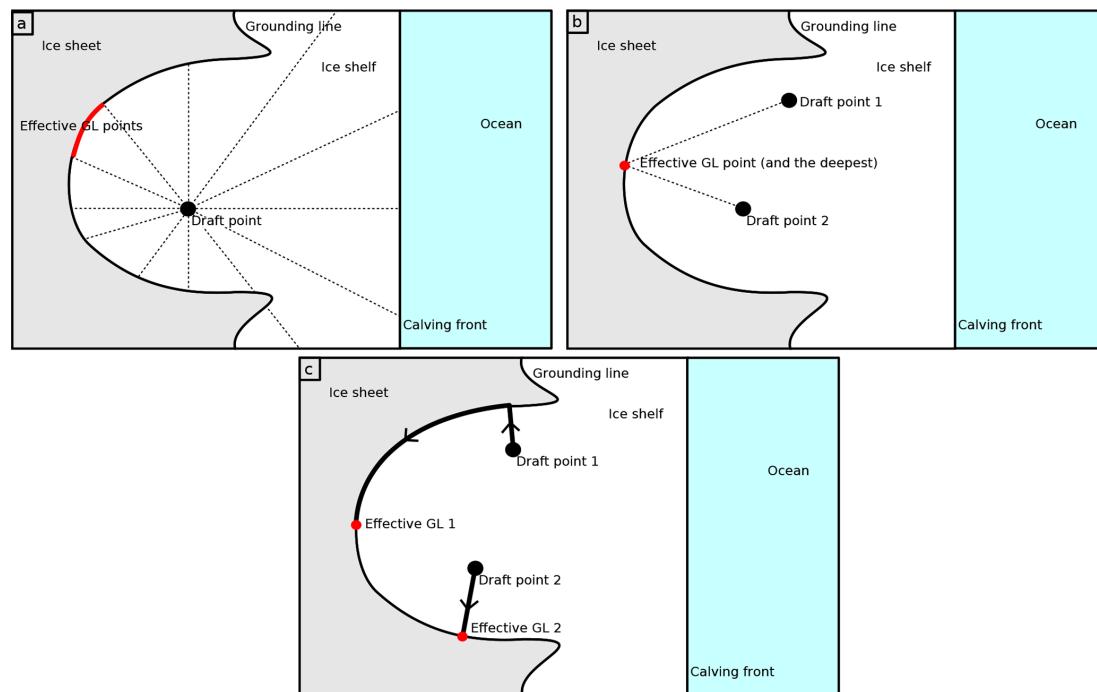 a
Grounding line
Ice sheet
Ice shelf
Effective GL points
Ocean
Draft point
Calving front
b
Grounding line
Ice sheet
Ice shelf
Draft point 1
Ocean
Effective GL point (and the deepest)
Draft point 2
Calving front
c
Grounding line
Ice sheet
Ice shelf
Draft point 1
Ocean
Effective GL 1
Draft point 2
Effective GL 2
Calving front